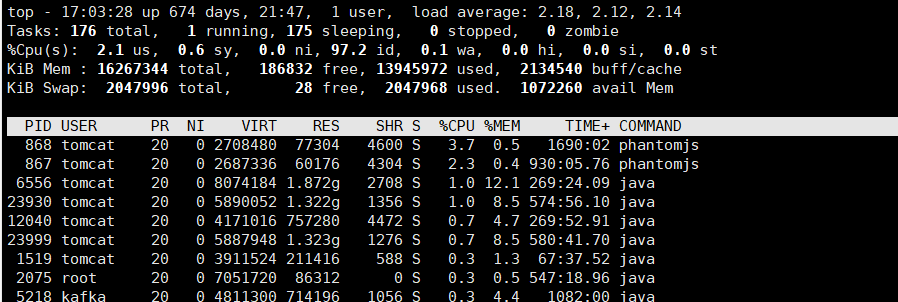 top - 17:03:28 up 674 days, 21:47,  1 user,  load average: 2.18, 2.12, 2.14
Tasks: 176 total,   1 running, 175 sleeping,   0 stopped,   0 zombie
%Cpu(s):  2.1 us,  0.6 sy,  0.0 ni, 97.2 id,  0.1 wa,  0.0 hi,  0.0 si,  0.0 st
KiB Mem : 16267344 total,   186832 free, 13945972 used,  2134540 buff/cache
KiB Swap:  2047996 total,       28 free,  2047968 used.  1072260 avail Mem
PID USER      PR  NI    VIRT    RES    SHR S  %CPU %MEM     TIME+ COMMAND
868 tomcat    20   0 2708480  77304   4600 S   3.7  0.5   1690:02 phantomjs
867 tomcat    20   0 2687336  60176   4304 S   2.3  0.4 930:05.76 phantomjs
6556 tomcat    20   0 8074184 1.872g   2708 S   1.0 12.1 269:24.09 java
23930 tomcat    20   0 5890052 1.322g   1356 S   1.0  8.5 574:56.10 java
12040 tomcat    20   0 4171016 757280   4472 S   0.7  4.7 269:52.91 java
23999 tomcat    20   0 5887948 1.323g   1276 S   0.7  8.5 580:41.70 java
1519 tomcat    20   0 3911524 211416    588 S   0.3  1.3  67:37.52 java
2075 root      20   0 7051720  86312      0 S   0.3  0.5 547:18.96 java
5218 kafka     20   0 4811300 714196   1056 S   0.3  4.4   1082:00 java